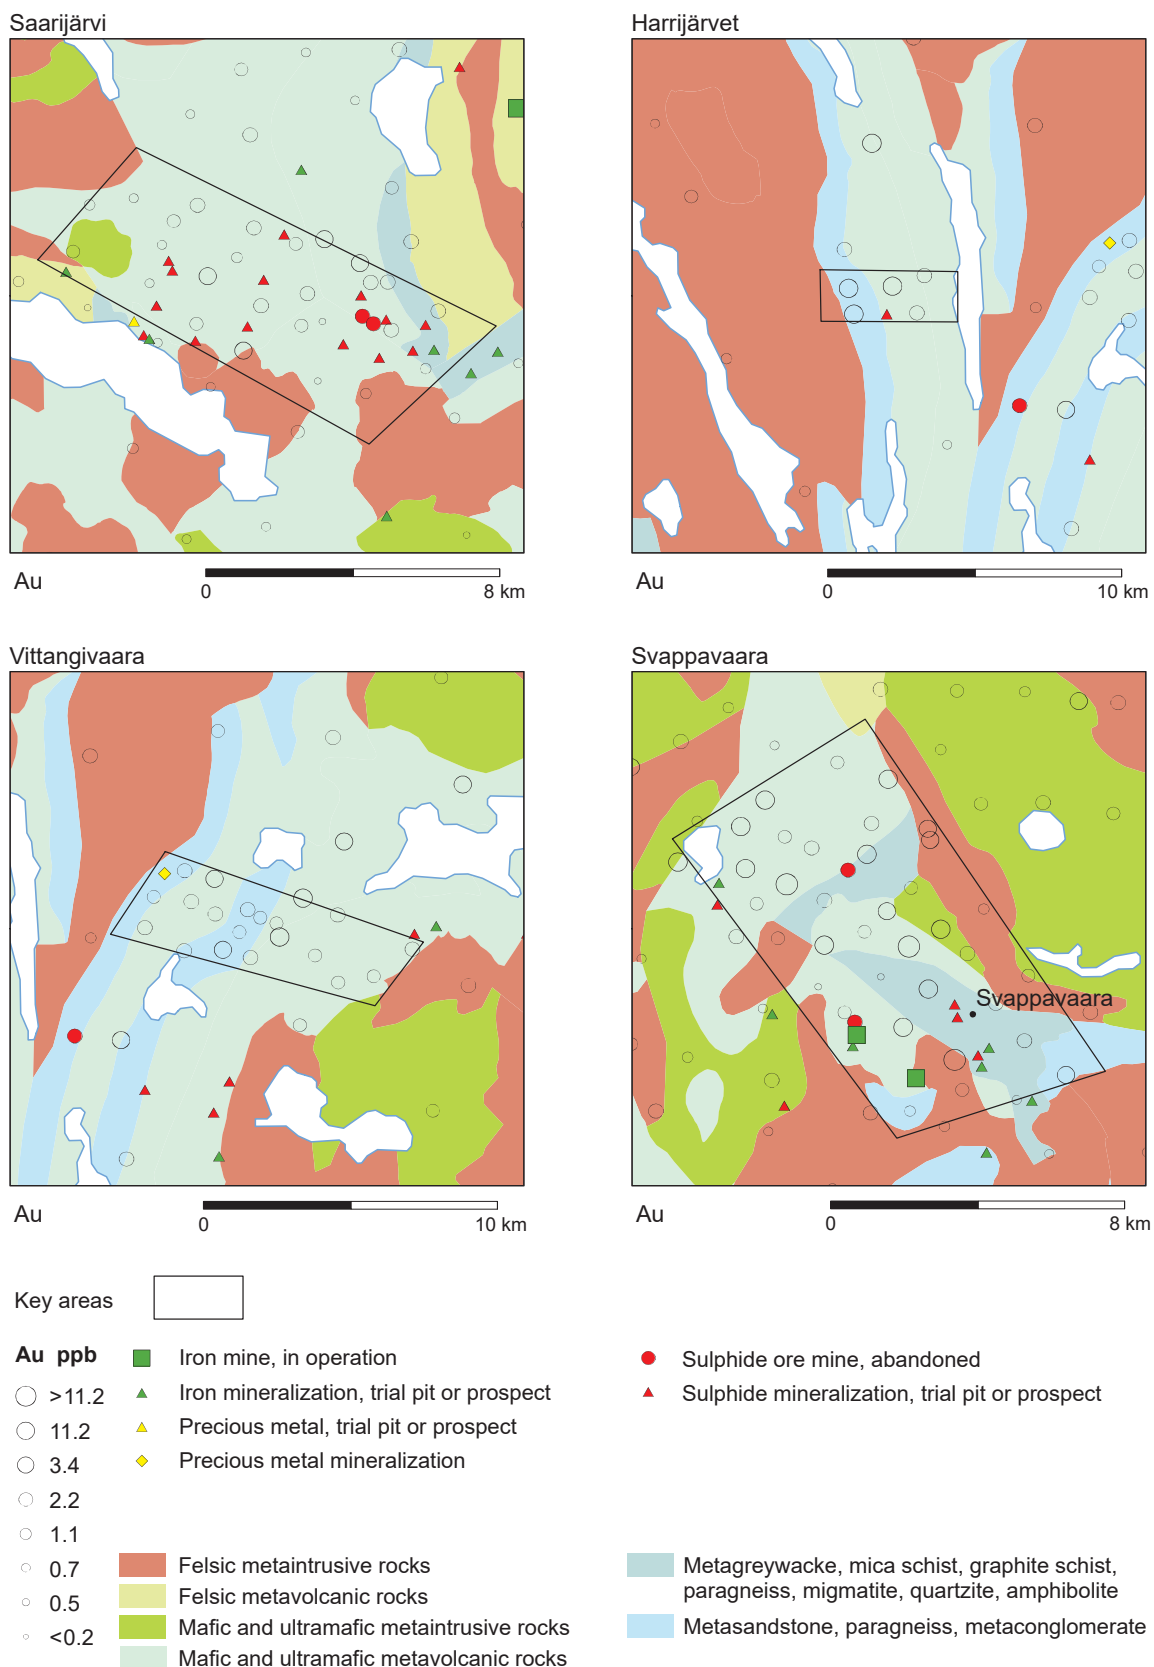 Saarijärvi
Harrijärvet
Au
0
8 km
Au
0
10 km
Vittangivaara
Svappavaara
Svappavaara
Au
0
10 km
Au
0
8 km
Key areas
Au ppb
>11.2
11.2
3.4
2.2
1.1
0.7
0.5
<0.2
Iron mine, in operation
Iron mineralization, trial pit or prospect
Precious metal, trial pit or prospect
Precious metal mineralization
Sulphide ore mine, abandoned
Sulphide mineralization, trial pit or prospect
Felsic metaintrusive rocks
Felsic metavolcanic rocks
Mafic and ultramafic metaintrusive rocks
Mafic and ultramafic metavolcanic rocks
Metagreywacke, mica schist, graphite schist,
paragneiss, migmatite, quartzite, amphibolite
Metasandstone, paragneiss, metaconglomerate